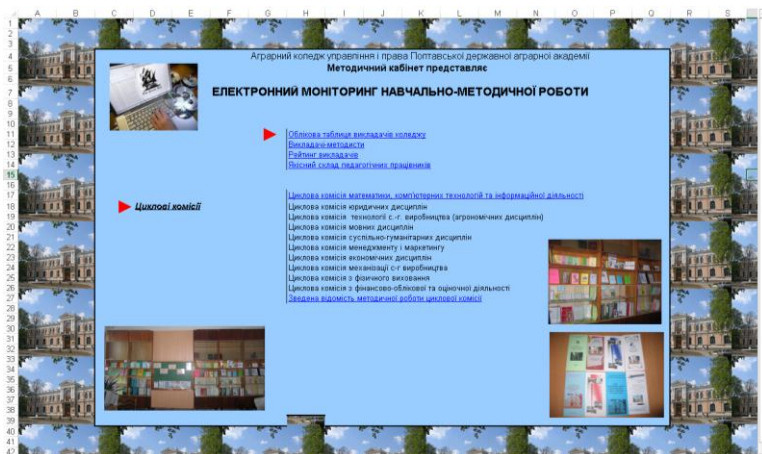 A B C D E F G H I J K L M N O P Q R S
Аграрний коледж управління і права Полтавської державної аграрної академії
Методичний кабінет представляє
ЕЛЕКТРОННИЙ МОНІТОРИНГ НАВЧАЛЬНО-МЕТОДИЧНОЇ РОБОТИ
Облікова таблиця викладачів коледжу
Викладачі-методисти
Рейтинг викладачів
Якісний склад педагогічних працівників
Циклові комісії
Циклова комісія математики, комп'ютерних технологій та інформаційної діяльності
Циклова комісія юридичних дисциплін
Циклова комісія технології с.-г. виробництва (агрономічних дисциплін)
Циклова комісія мовних дисциплін
Циклова комісія суспільно-гуманітарних дисциплін
Циклова комісія менеджменту і маркетингу
Циклова комісія економічних дисциплін
Циклова комісія механізації с-г виробництва
Циклова комісія з фізичного виховання
Циклова комісія з фінансово-облікової та оціночної діяльності
Зведена відомість методичної роботи циклової комісії